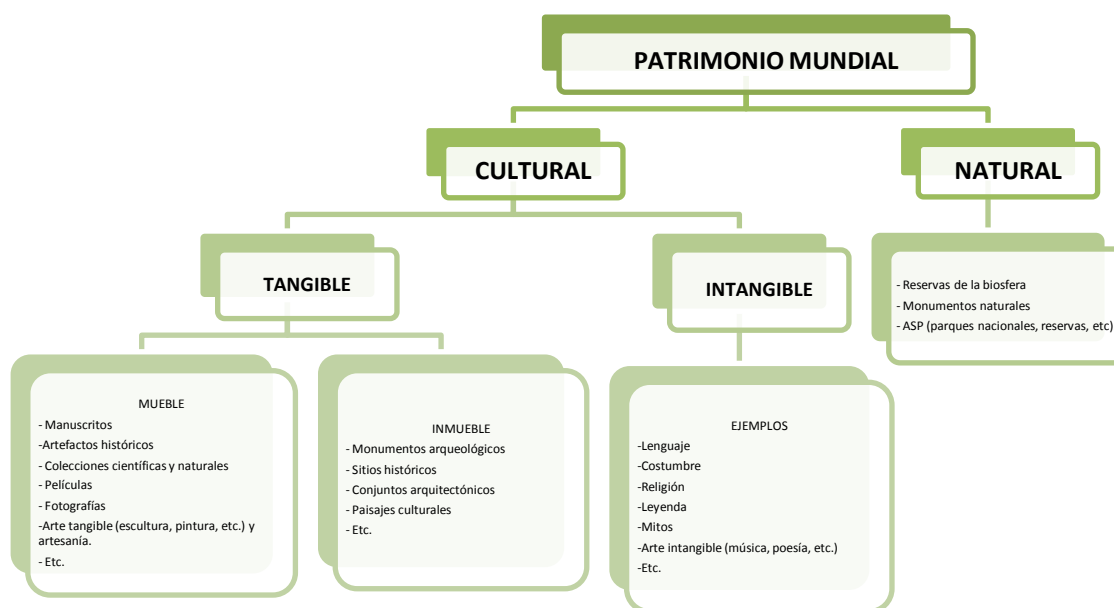 PATRIMONIO MUNDIAL
CULTURAL
NATURAL
TANGIBLE
INTANGIBLE
- Reservas de la biosfera
- Monumentos naturales
- ASP (parques nacionales, reservas, etc)
MUEBLE
- Manuscritos
-Artefactos históricos
- Colecciones científicas y naturales
- Películas
- Fotografías
-Arte tangible (escultura, pintura, etc.) y
artesanía.
- Etc.
INMUEBLE
- Monumentos arqueológicos
- Sitios históricos
- Conjuntos arquitectónicos
- Paisajes culturales
- Etc.
EJEMPLOS
-Lenguaje
-Costumbre
-Religión
-Leyenda
-Mitos
-Arte intangible (música, poesía, etc.)
-Etc.